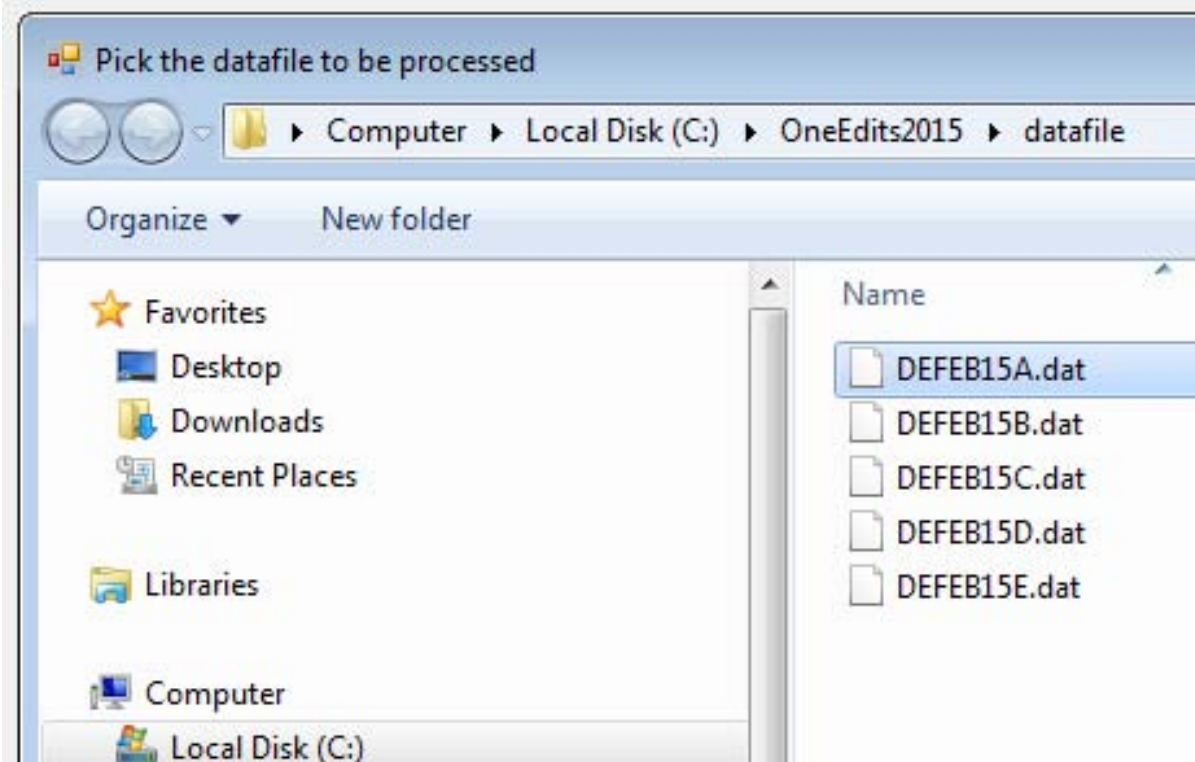 Pick the datafile to be processed
Computer Local Disk (C:) OneEdits2015 datafile
Organize New folder
Favorites
Desktop
Downloads
Recent Places
Libraries
Computer
Local Disk (C:)
Name
DEFEB15A.dat
DEFEB15B.dat
DEFEB15C.dat
DEFEB15D.dat
DEFEB15E.dat